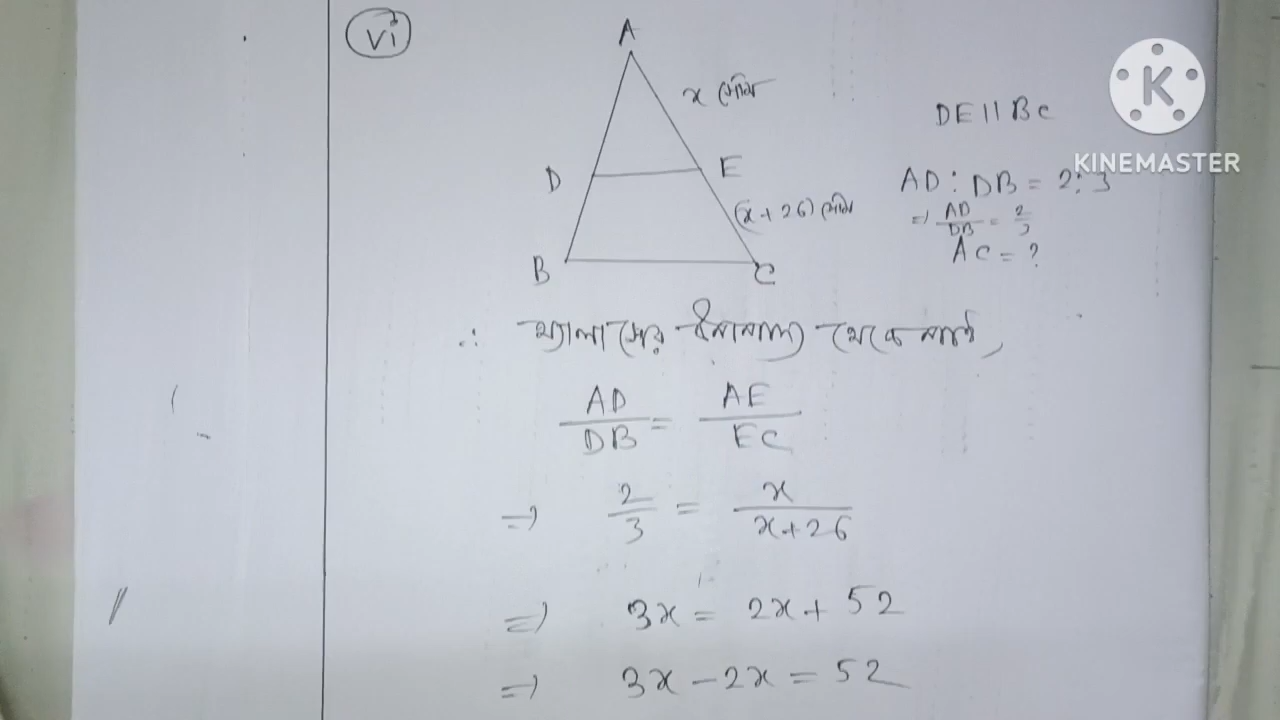 vi
A
x সেমি
DE || BC
K
KINEMASTER
D
E
AD : DB = 2 : 3
(x + 26) সেমি
=> AD/DB = 2/3
AC = ?
B
C
∴ থ্যালাসের উপপাদ্য থেকে পাই,
AD/DB = AE/EC
=> 2/3 = x/x+26
=> 3x = 2x + 52
=> 3x - 2x = 52